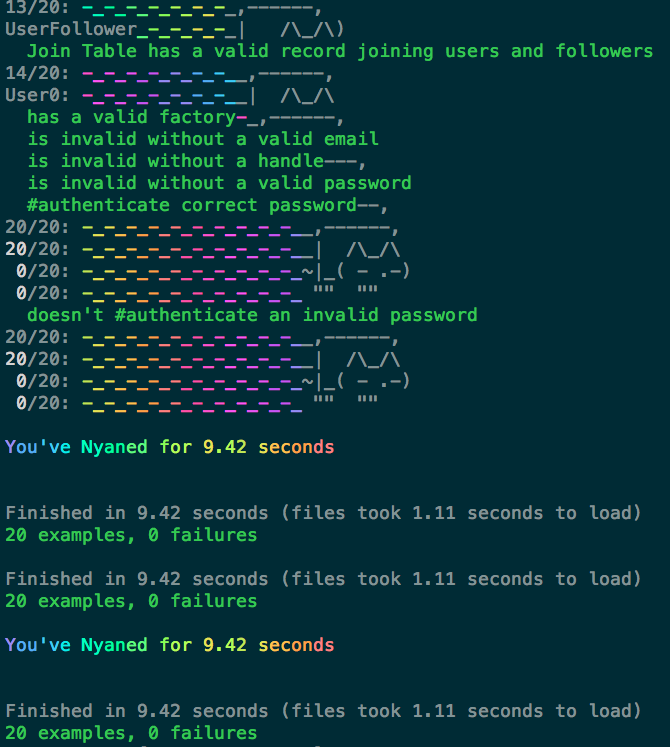 13/20: -_-_-_-_-_-_-_,------,
UserFollower_-_-_-_-_|   /\_/\)
  Join Table has a valid record joining users and followers
14/20: -_-_-_-_-_-_-__,------,
User0: -_-_-_-_-_-_-__|  /\_/\
  has a valid factory-_,------,
  is invalid without a valid email
  is invalid without a handle---,
  is invalid without a valid password
  #authenticate correct password--,
20/20: -_-_-_-_-_-_-_-_-_-__,------,
20/20: -_-_-_-_-_-_-_-_-_-__|  /\_/\
 0/20: -_-_-_-_-_-_-_-_-_-_~|_( - .-)
 0/20: -_-_-_-_-_-_-_-_-_-_ ""  ""
  doesn't #authenticate an invalid password
20/20: -_-_-_-_-_-_-_-_-_-__,------,
20/20: -_-_-_-_-_-_-_-_-_-__|  /\_/\
 0/20: -_-_-_-_-_-_-_-_-_-_~|_( - .-)
 0/20: -_-_-_-_-_-_-_-_-_-_ ""  ""
You've Nyaned for 9.42 seconds
Finished in 9.42 seconds (files took 1.11 seconds to load)
20 examples, 0 failures
Finished in 9.42 seconds (files took 1.11 seconds to load)
20 examples, 0 failures
You've Nyaned for 9.42 seconds
Finished in 9.42 seconds (files took 1.11 seconds to load)
20 examples, 0 failures